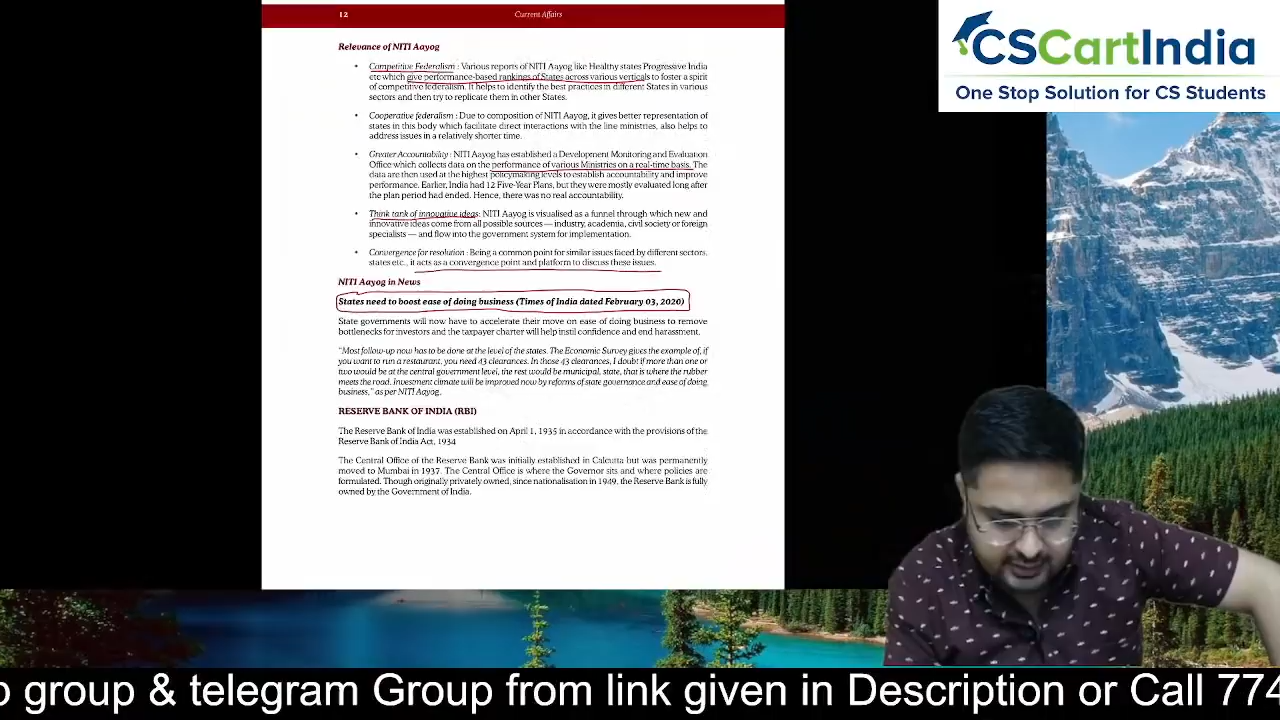 12
Current Affairs
Relevance of NITI Aayog
• Competitive Federalism : Various reports of NITI Aayog like Healthy states Progressive India
etc which give performance-based rankings of States across various verticals to foster a spirit
of competitive federalism. It helps to identify the best practices in different States in various
sectors and then try to replicate them in other States.
• Cooperative federalism : Due to composition of NITI Aayog, it gives better representation of
states in this body which facilitate direct interactions with the line ministries, also helps to
address issues in a relatively shorter time.
• Greater Accountability : NITI Aayog has established a Development Monitoring and Evaluation
Office which collects data on the performance of various Ministries on a real-time basis. The
data are then used at the highest policymaking levels to establish accountability and improve
performance. Earlier, India had 12 Five-Year Plans, but they were mostly evaluated long after
the plan period had ended. Hence, there was no real accountability.
• Think tank of innovative ideas: NITI Aayog is visualised as a funnel through which new and
innovative ideas come from all possible sources — industry, academia, civil society or foreign
specialists — and flow into the government system for implementation.
• Convergence for resolution : Being a common point for similar issues faced by different sectors,
states etc., it acts as a convergence point and platform to discuss these issues.
NITI Aayog in News
States need to boost ease of doing business (Times of India dated February 03, 2020)
State governments will now have to accelerate their move on ease of doing business to remove
bottlenecks for investors and the taxpayer charter will help instil confidence and end harassment.
"Most follow-up now has to be done at the level of the states. The Economic Survey gives the example of, if
you want to run a restaurant, you need 43 clearances. In those 43 clearances, I doubt if more than one or
two would be at the central government level, the rest would be municipal, state, that is where the rubber
meets the road. Investment climate will be improved now by reforms of state governance and ease of doing
business," as per NITI Aayog.
RESERVE BANK OF INDIA (RBI)
The Reserve Bank of India was established on April 1, 1935 in accordance with the provisions of the
Reserve Bank of India Act, 1934
The Central Office of the Reserve Bank was initially established in Calcutta but was permanently
moved to Mumbai in 1937. The Central Office is where the Governor sits and where policies are
formulated. Though originally privately owned, since nationalisation in 1949, the Reserve Bank is fully
owned by the Government of India.
CSCartIndia
One Stop Solution for CS Students
group & telegram Group from link given in Description or Call 774